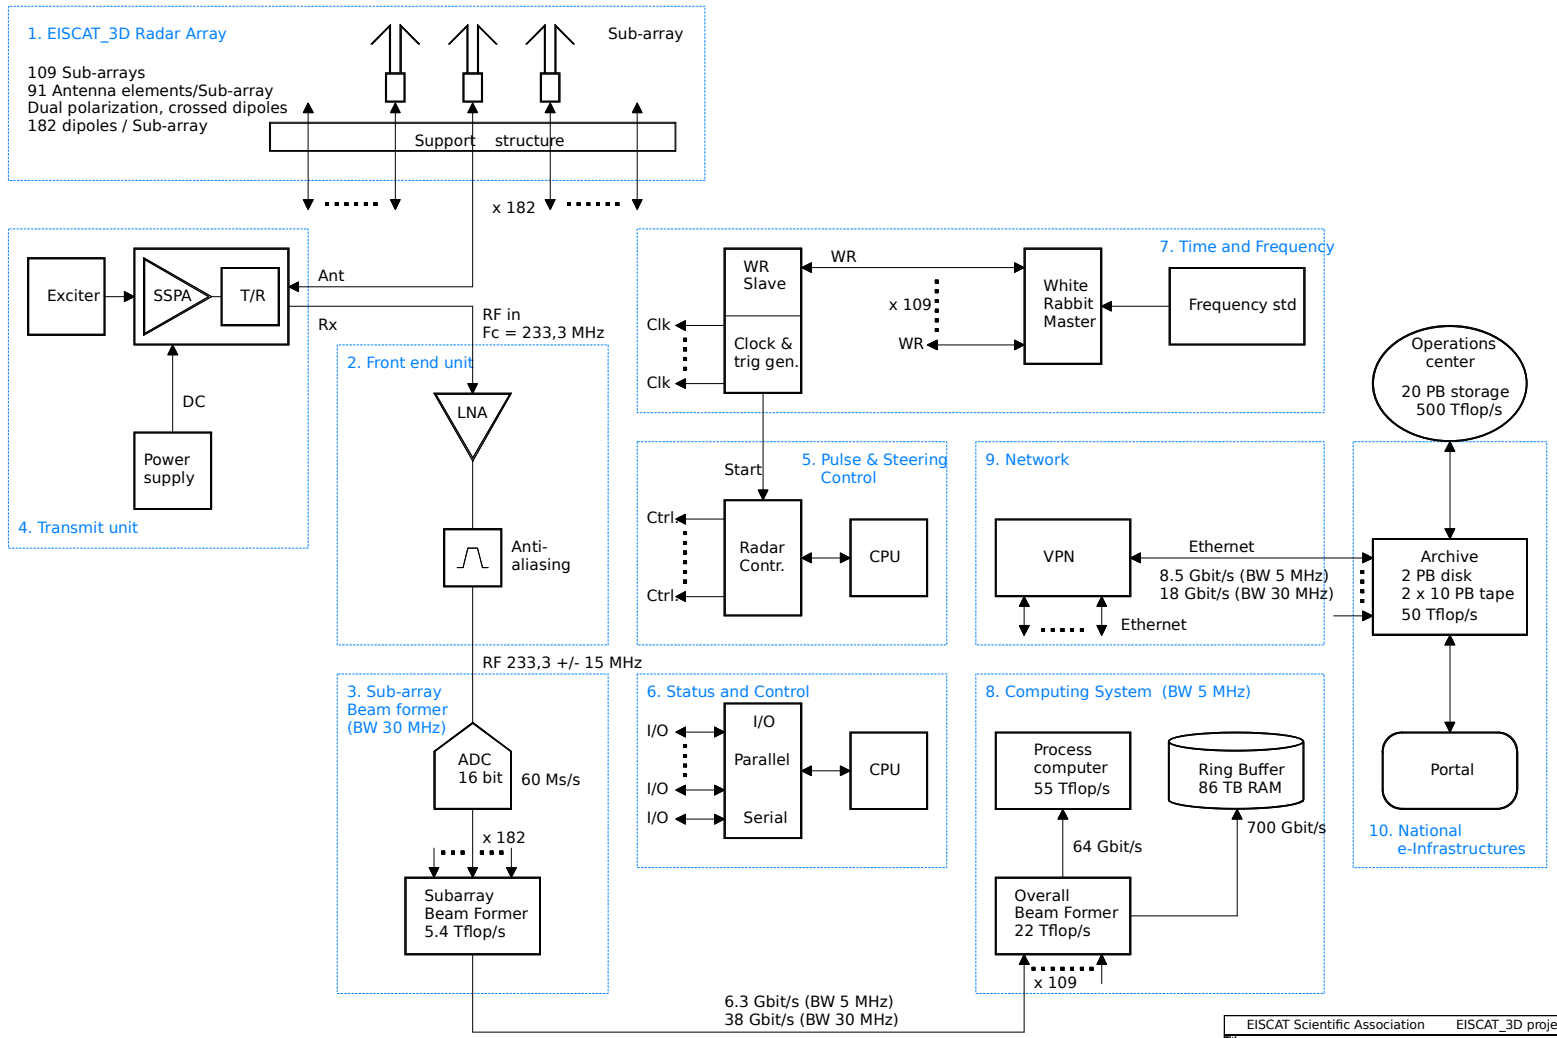 1. EISCAT_3D Radar Array
Sub-array
109 Sub-arrays
91 Antenna elements/Sub-array
Dual polarization, crossed dipoles
182 dipoles / Sub-array
Support structure
x 182
Exciter
SSPA
T/R
Ant
Rx
RF in
Fc = 233,3 MHz
DC
Power
supply
4. Transmit unit
2. Front end unit
LNA
Anti-
aliasing
RF 233,3 +/- 15 MHz
3. Sub-array
Beam former
(BW 30 MHz)
ADC
16 bit
60 Ms/s
x 182
Subarray
Beam Former
5.4 Tflop/s
6.3 Gbit/s (BW 5 MHz)
38 Gbit/s (BW 30 MHz)
7. Time and Frequency
WR
Slave
WR
White
Rabbit
Master
Frequency std
x 109
WR
Clk
Clock &
trig gen.
Clk
Start
5. Pulse & Steering
Control
Ctrl.
Radar
Contr.
CPU
Ctrl.
6. Status and Control
I/O
I/O
Parallel
CPU
I/O
I/O
Serial
9. Network
VPN
Ethernet
8.5 Gbit/s (BW 5 MHz)
18 Gbit/s (BW 30 MHz)
Ethernet
8. Computing System (BW 5 MHz)
Process
computer
55 Tflop/s
Ring Buffer
86 TB RAM
64 Gbit/s
700 Gbit/s
Overall
Beam Former
22 Tflop/s
x 109
Operations
center
20 PB storage
500 Tflop/s
Archive
2 PB disk
2 x 10 PB tape
50 Tflop/s
Portal
10. National
e-Infrastructures
EISCAT Scientific Association EISCAT_3D proje